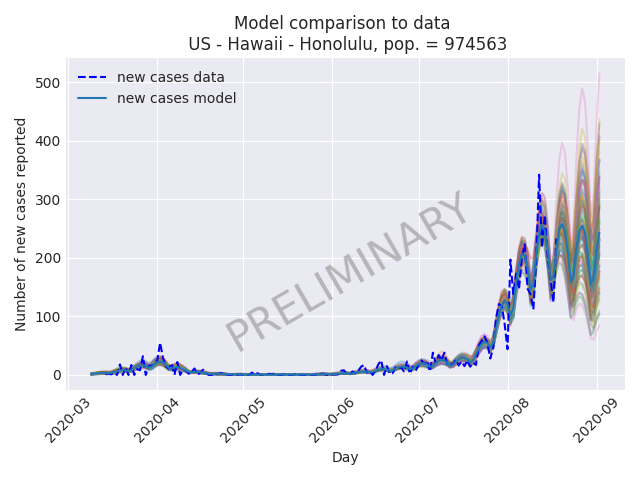 Model comparison to data
US - Hawaii - Honolulu, pop. = 974563
new cases data
new cases model
Number of new cases reported
500
400
300
200
100
0
PRELIMINARY
2020-03
2020-04
2020-05
2020-06
2020-07
2020-08
2020-09
Day